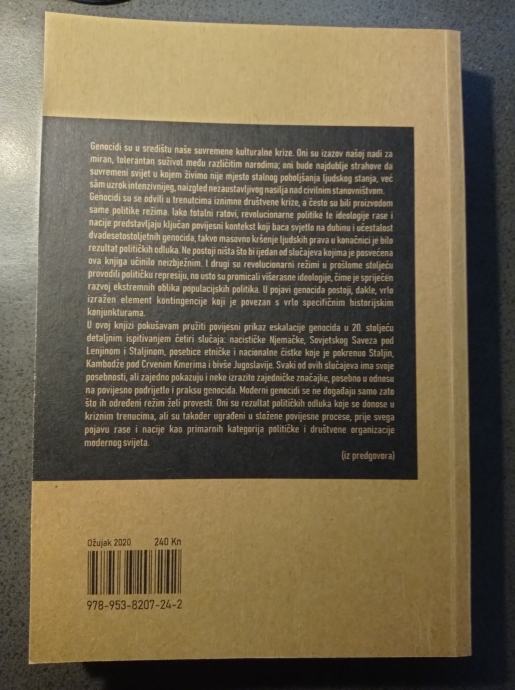 Genocidi su u središtu naše suvremene kulturalne krize. Oni su izazov našoj nadi za
miran, tolerantan suživot među različitim narodima; oni bude najdublje strahove da
suvremeni svijet u kojem živimo nije mjesto stalnog poboljšanja ljudskog stanja, već
sâm uzrok intenzivnijeg, naizgled nezaustavljivog nasilja nad civilnim stanovništvom.
Genocidi se odvili u trenutcima iznimne društvene krize, a često su bili proizvodom
same politike režima. Iako totalni ratovi, revolucionarne politike te ideologije rase i
nacije predstavljaju ključan povijesni kontekst koji baca svjetlo na dubinu i učestalost
dvadesetostoljetnih genocida, takvo masovno kršenje ljudskih prava u konačnici je bilo
rezultat političkih odluka. Ne postoji ništa što bi ijedan od slučajeva kojima je posvećena
ova knjiga učinilo neizbježnim. I drugi su revolucionarni režimi u prošlome stoljeću
provodili političku represiju, no usto su promicali višerasne ideologije, čime je spriječen
razvoj ekstremnih oblika populacijskih politika. U pojavi genocida postoji, dakle, vrlo
izražen element kontingencije koji je povezan s vrlo specifičnim historijskim
konjunkturama.
U ovoj knjizi pokušavam pružiti povijesni prikaz eskalacije genocida u 20. stoljeću
detaljnim ispitivanjem četiri slučaja: nacističke Njemačke, Sovjetskog Saveza pod
Lenjinom i Staljinom, posebice etničke i nacionalne čistke koje je pokrenuo Staljin,
Kambodže pod Crvenim Kmerima i bivše Jugoslavije. Svaki od ovih slučajeva ima svoje
posebnosti, ali zajedno pokazuju i neke izrazito zajedničke značajke, posebno u odnosu
na povijesno podrijetlo i praksu genocida. Moderni genocidi se ne događaju samo zato
što ih određeni režim želi provesti. Oni su rezultat političkih odluka koje se donose u
kriznim trenucima, ali su također ugrađeni u složene povijesne procese, prije svega
pojavu rase i nacije kao primarnih kategorija političke i društvene organizacije
modernog svijeta.
(iz predgovora)
Ožujak 2020 240 Kn
978-953-8207-24-2